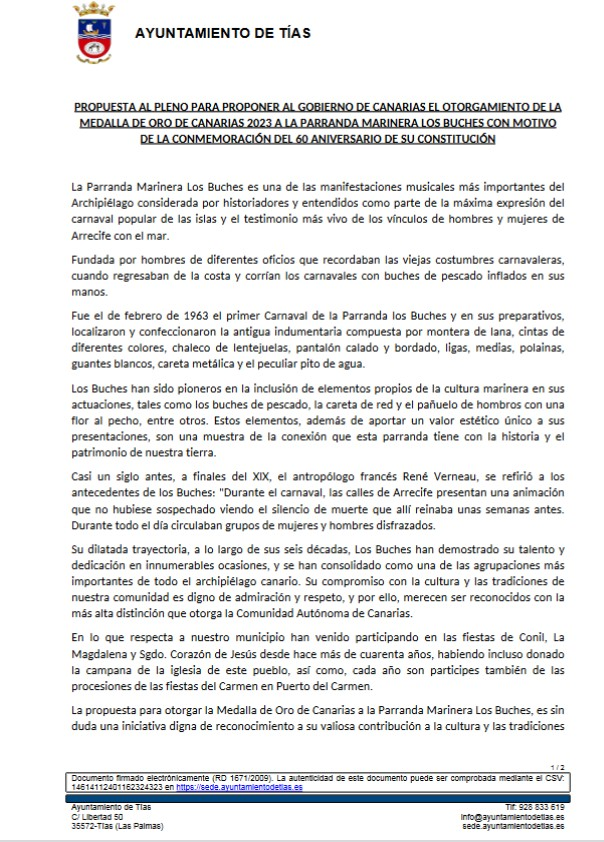 AYUNTAMIENTO DE TÍAS
PROPUESTA AL PLENO PARA PROPONER AL GOBIERNO DE CANARIAS EL OTORGAMIENTO DE LA
MEDALLA DE ORO DE CANARIAS 2023 A LA PARRANDA MARINERA LOS BUCHES CON MOTIVO
DE LA CONMEMORACIÓN DEL 60 ANIVERSARIO DE SU CONSTITUCIÓN
La Parranda Marinera Los Buches es una de las manifestaciones musicales más importantes del
Archipiélago considerada por historiadores y entendidos como parte de la máxima expresión del
carnaval popular de las islas y el testimonio más vivo de los vínculos de hombres y mujeres de
Arrecife con el mar.
Fundada por hombres de diferentes oficios que recordaban las viejas costumbres carnavaleras,
cuando regresaban de la costa y corrían los carnavales con buches de pescado inflados en sus
manos.
Fue el de febrero de 1963 el primer Carnaval de la Parranda los Buches y en sus preparativos,
localizaron y confeccionaron la antigua indumentaria compuesta por montera de lana, cintas de
diferentes colores, chaleco de lentejuelas, pantalón calado y bordado, ligas, medias, polainas,
guantes blancos, careta metálica y el peculiar pito de agua.
Los Buches han sido pioneros en la inclusión de elementos propios de la cultura marinera en sus
actuaciones, tales como los buches de pescado, la careta de red y el pañuelo de hombros con una
flor al pecho, entre otros. Estos elementos, además de aportar un valor estético único a sus
presentaciones, son una muestra de la conexión que esta parranda tiene con la historia y el
patrimonio de nuestra tierra.
Casi un siglo antes, a finales del XIX, el antropólogo francés René Verneau, se refirió a los
antecedentes de los Buches: "Durante el carnaval, las calles de Arrecife presentan una animación
que no hubiese sospechado viendo el silencio de muerte que allí reinaba unas semanas antes.
Durante todo el día circulaban grupos de mujeres y hombres disfrazados.
Su dilatada trayectoria, a lo largo de sus seis décadas, Los Buches han demostrado su talento y
dedicación en innumerables ocasiones, y se han consolidado como una de las agrupaciones más
importantes de todo el archipiélago canario. Su compromiso con la cultura y las tradiciones de
nuestra comunidad es digno de admiración y respeto, y por ello, merecen ser reconocidos con la
más alta distinción que otorga la Comunidad Autónoma de Canarias.
En lo que respecta a nuestro municipio han venido participando en las fiestas de Conil, La
Magdalena y Sgdo. Corazón de Jesús desde hace más de cuarenta años, habiendo incluso donado
la campana de la iglesia de este pueblo, así como, cada año son participes también de las
procesiones de las fiestas del Carmen en Puerto del Carmen.
La propuesta para otorgar la Medalla de Oro de Canarias a la Parranda Marinera Los Buches, es sin
duda una iniciativa digna de reconocimiento a su valiosa contribución a la cultura y las tradiciones
1 / 2
Documento firmado electrónicamente (RD 1671/2009). La autenticidad de este documento puede ser comprobada mediante el CSV:
14614112401162324323 en https://sede.ayuntamientodetias.es
Ayuntamiento de Tías
C/ Libertad 50
35572-Tías (Las Palmas)
Tlf: 928 833 619
info@ayuntamientodetias.es
sede.ayuntamientodetias.es